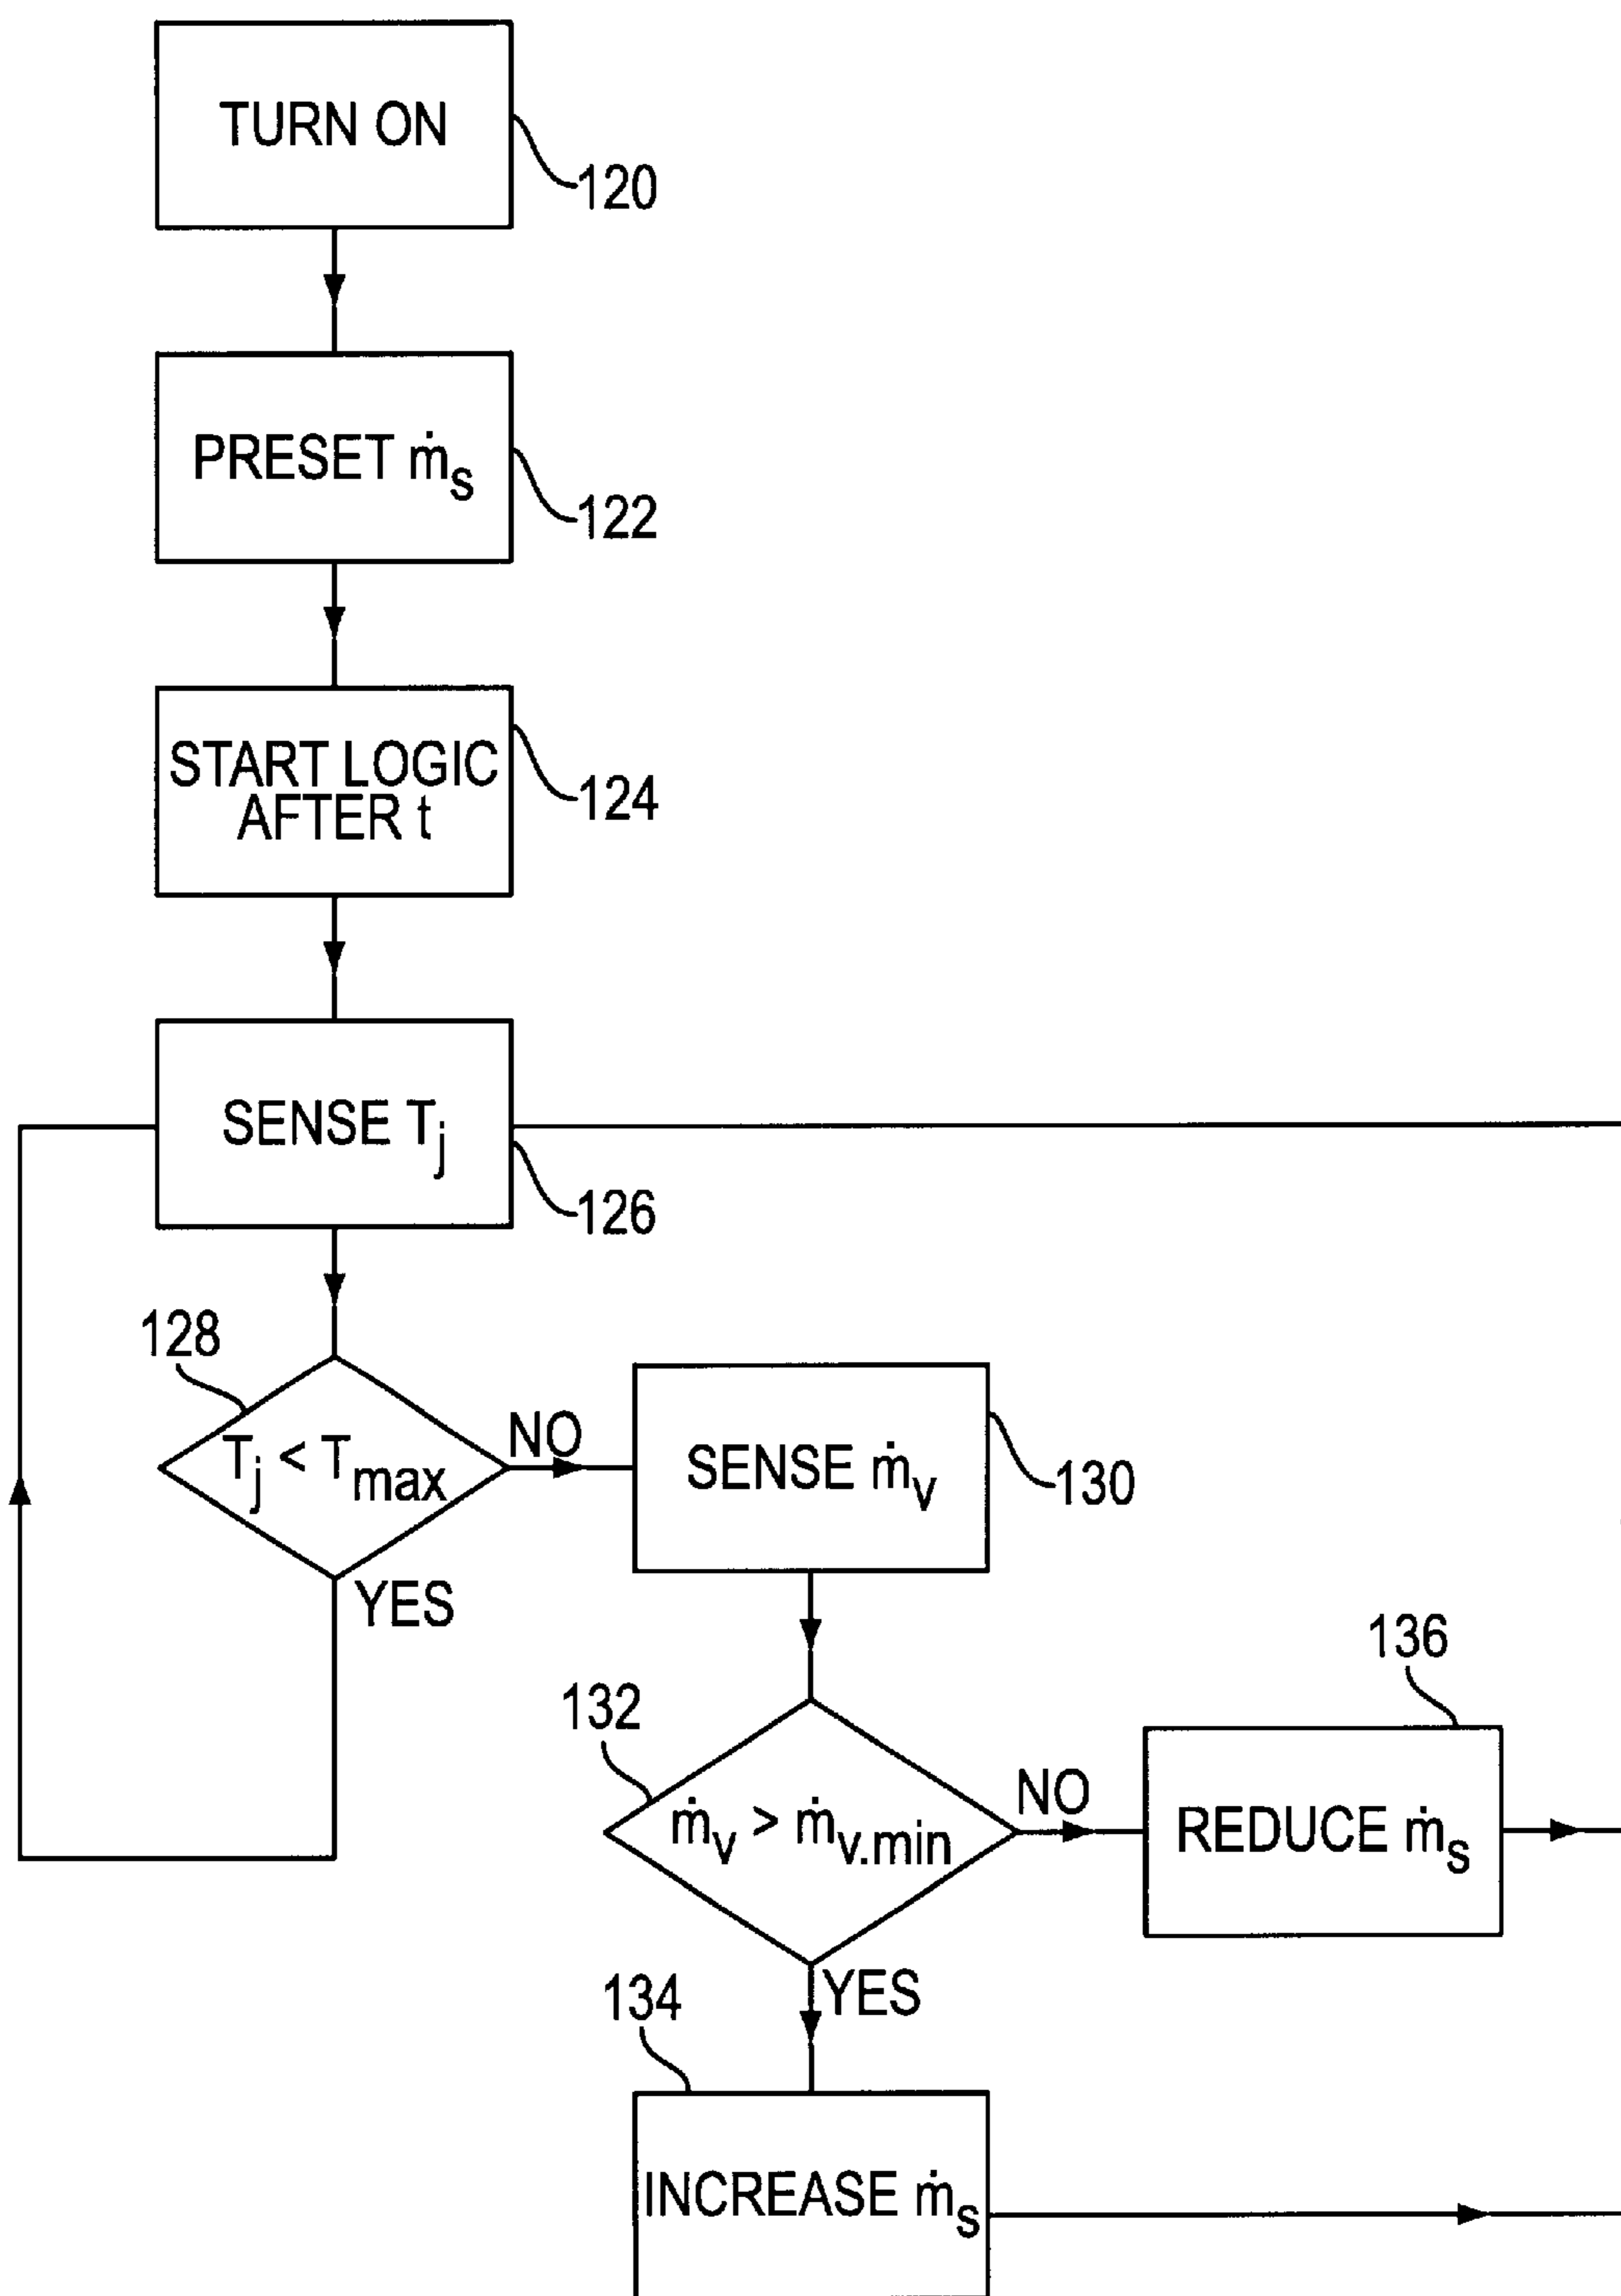 TURN ON
120
PRESET ṁs
122
START LOGIC
AFTER t
124
SENSE Tj
126
128
Tj < Tmax
NO
YES
SENSE ṁv
130
132
ṁv > ṁv.min
NO
YES
136
REDUCE ṁs
134
INCREASE ṁs